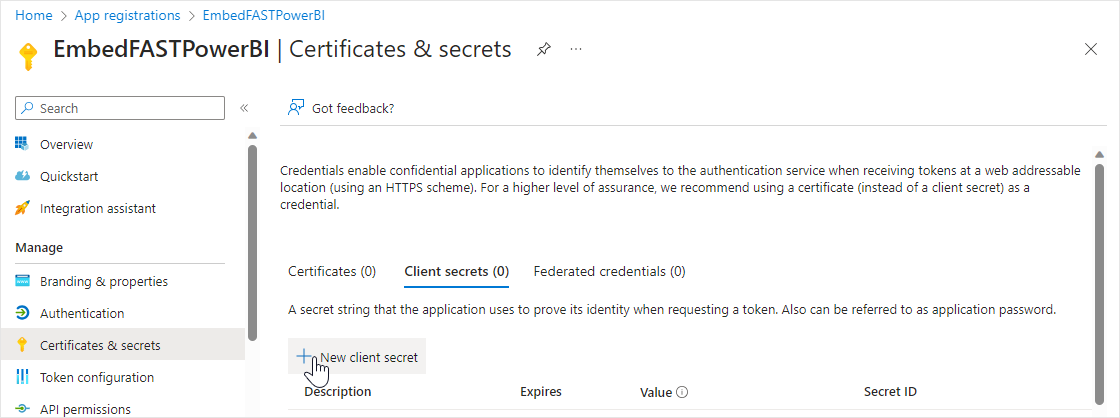 Home > App registrations > EmbedFASTPowerBI
EmbedFASTPowerBI | Certificates & secrets ...
Search
«
Overview
Quickstart
Integration assistant
Manage
Branding & properties
Authentication
Certificates & secrets
Token configuration
API permissions
Got feedback?
Credentials enable confidential applications to identify themselves to the authentication service when receiving tokens at a web addressable
location (using an HTTPS scheme). For a higher level of assurance, we recommend using a certificate (instead of a client secret) as a
credential.
Certificates (0) Client secrets (0) Federated credentials (0)
A secret string that the application uses to prove its identity when requesting a token. Also can be referred to as application password.
New client secret
Description Expires Value Secret ID